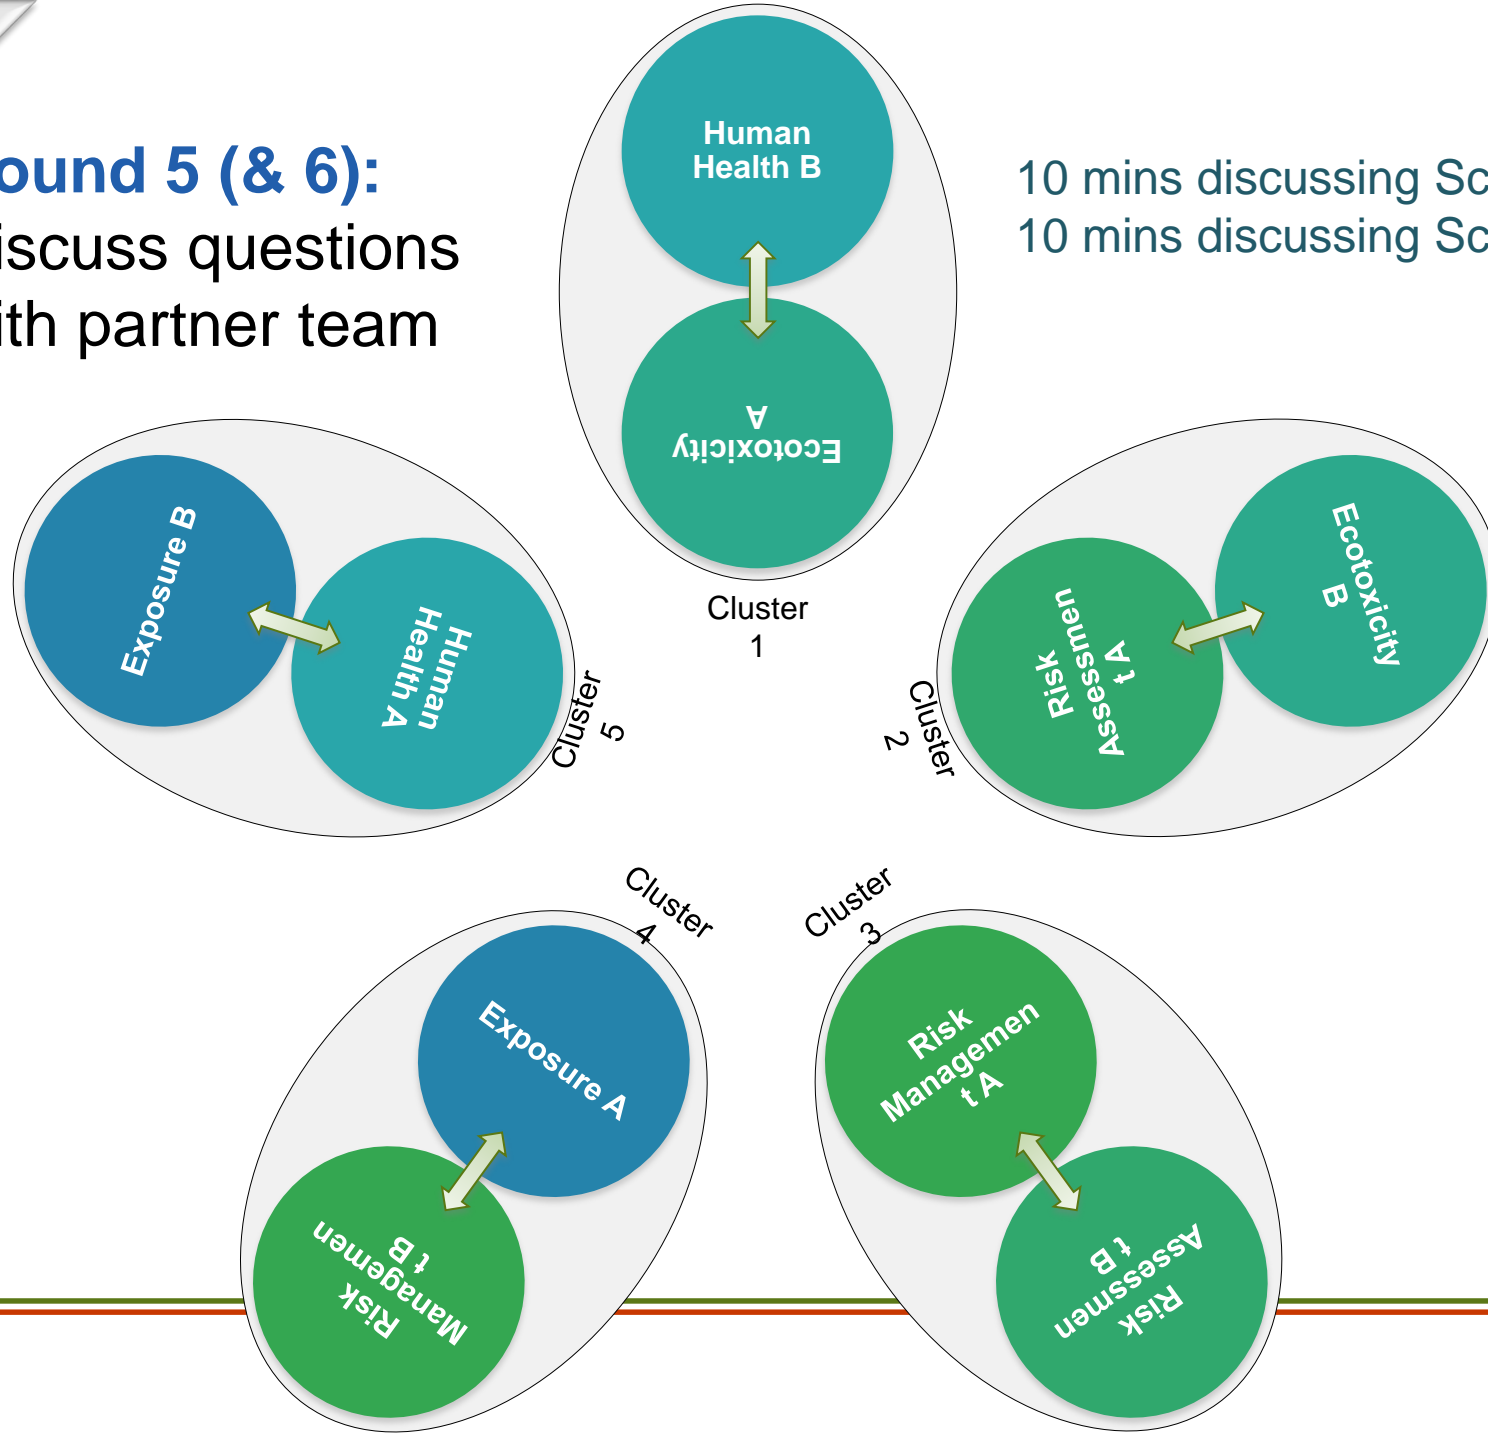 ound 5 (& 6):
iscuss questions
ith partner team
10 mins discussing Sc
10 mins discussing Sc
Human
Health B
Ecotoxicity
A
Cluster
1
Ecotoxicity
B
Risk
Assessmen
t A
Cluster
2
Cluster
3
Risk
Managemen
t A
Risk
Assessmen
t B
Cluster
4
Exposure A
Risk
Managemen
t B
Exposure B
Human
Health A
Cluster
5